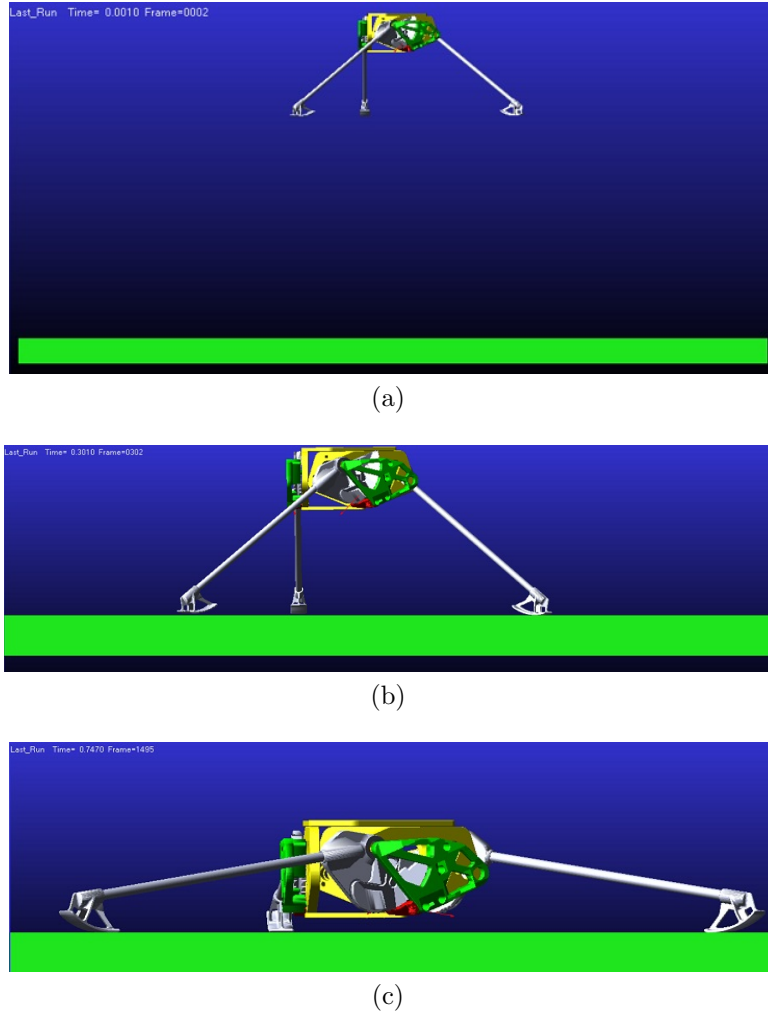 Last_Run Time= 0.0010 Frame=0002
(a)
Last_Run Time= 0.3010 Frame=0302
(b)
Last_Run Time= 0.7470 Frame=1495
(c)